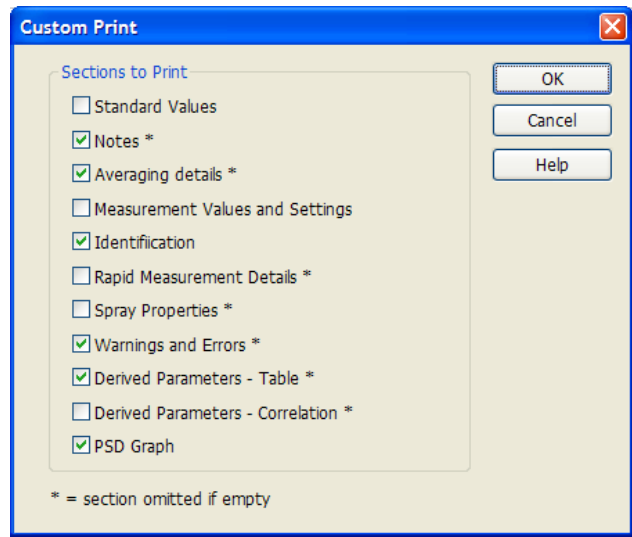 Custom Print
Sections to Print
Standard Values
Notes *
Averaging details *
Measurement Values and Settings
Identifiication
Rapid Measurement Details *
Spray Properties *
Warnings and Errors *
Derived Parameters - Table *
Derived Parameters - Correlation *
PSD Graph
* = section omitted if empty
OK
Cancel
Help